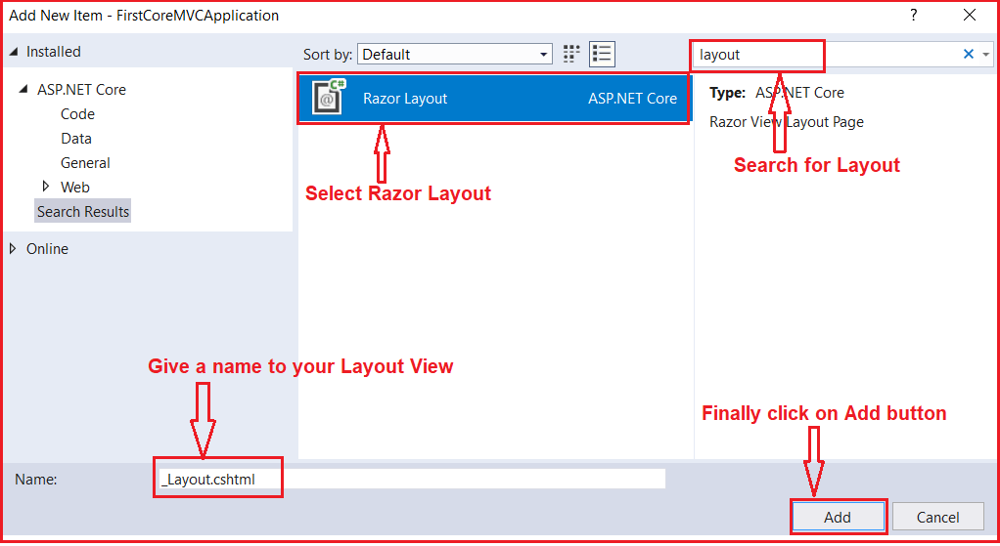 Add New Item - FirstCoreMVCApplication
Installed
Sort by: Default
layout
ASP.NET Core
Code
Data
General
Web
Search Results
Online
C#
@
Razor Layout ASP.NET Core
Type: ASP.NET Core
Razor View Layout Page
Search for Layout
Select Razor Layout
Give a name to your Layout View
Finally click on Add button
Name: _Layout.cshtml
Add Cancel